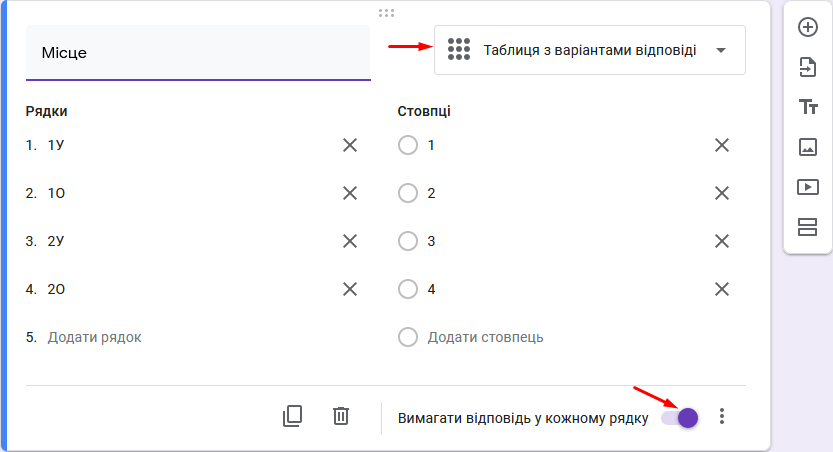 Місце
Таблиця з варіантами відповіді
Рядки
Стовпці
1. 1У
1
2. 1О
2
3. 2У
3
4. 2О
4
5. Додати рядок
Додати стовпець
Вимагати відповідь у кожному рядку
Тт